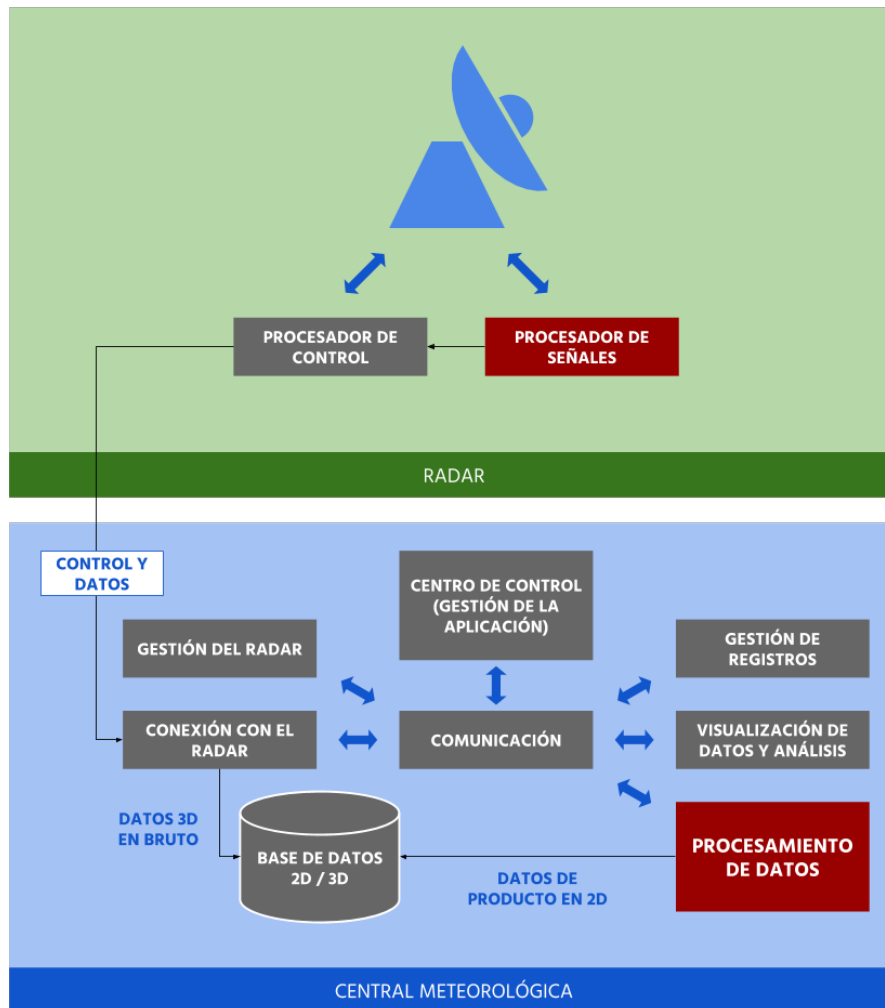 PROCESADOR DE
CONTROL
PROCESADOR DE
SEÑALES
RADAR
CONTROL Y
DATOS
CENTRO DE CONTROL
(GESTIÓN DE LA
APLICACIÓN)
GESTIÓN DEL RADAR
GESTIÓN DE
REGISTROS
CONEXIÓN CON EL
RADAR
COMUNICACIÓN
VISUALIZACIÓN DE
DATOS Y ANÁLISIS
DATOS 3D
EN BRUTO
BASE DE DATOS
2D / 3D
DATOS DE
PRODUCTO EN 2D
PROCESAMIENTO
DE DATOS
CENTRAL METEOROLÓGICA